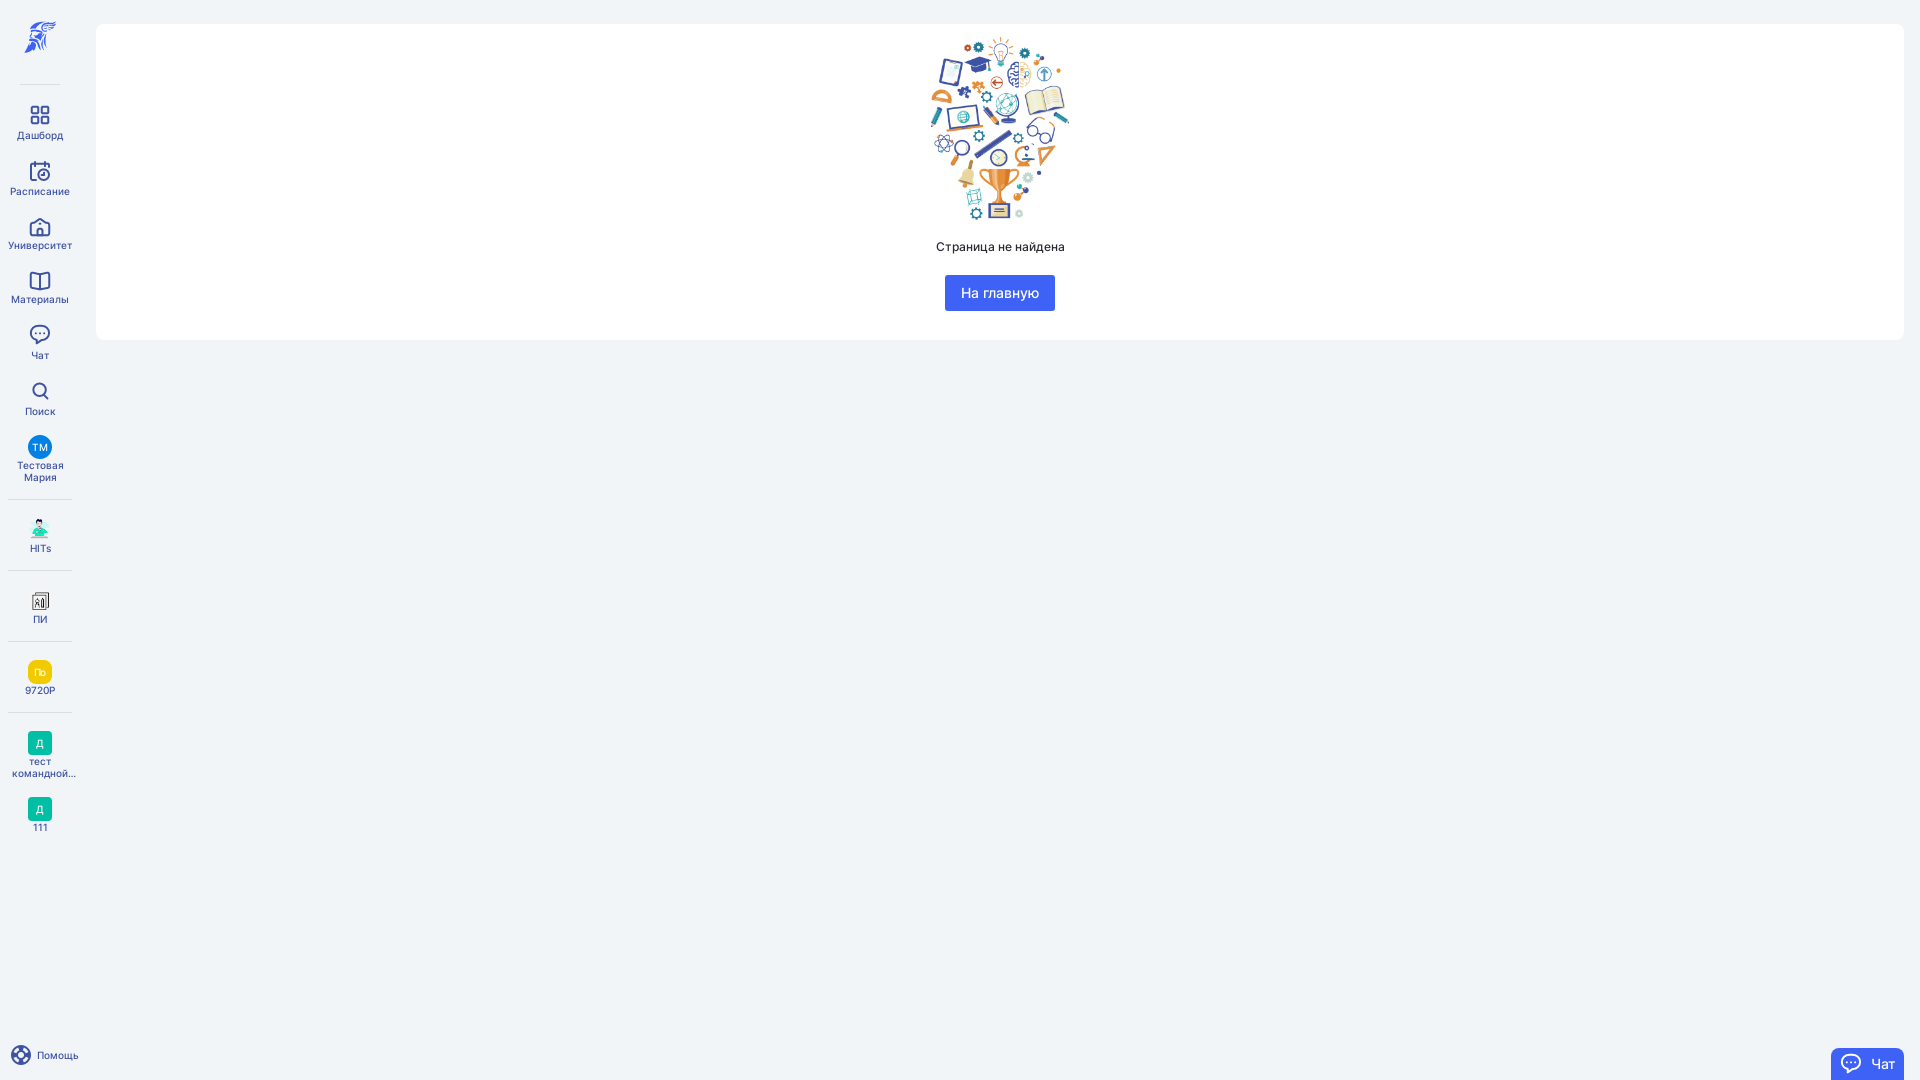 Дашборд
Расписание
Университет
Материалы
Чат
Поиск
ТМ
Тестовая
Мария
HITs
ПИ
По
9720Р
Д
тест
командной...
Д
111
Помощь
Страница не найдена
На главную
Чат